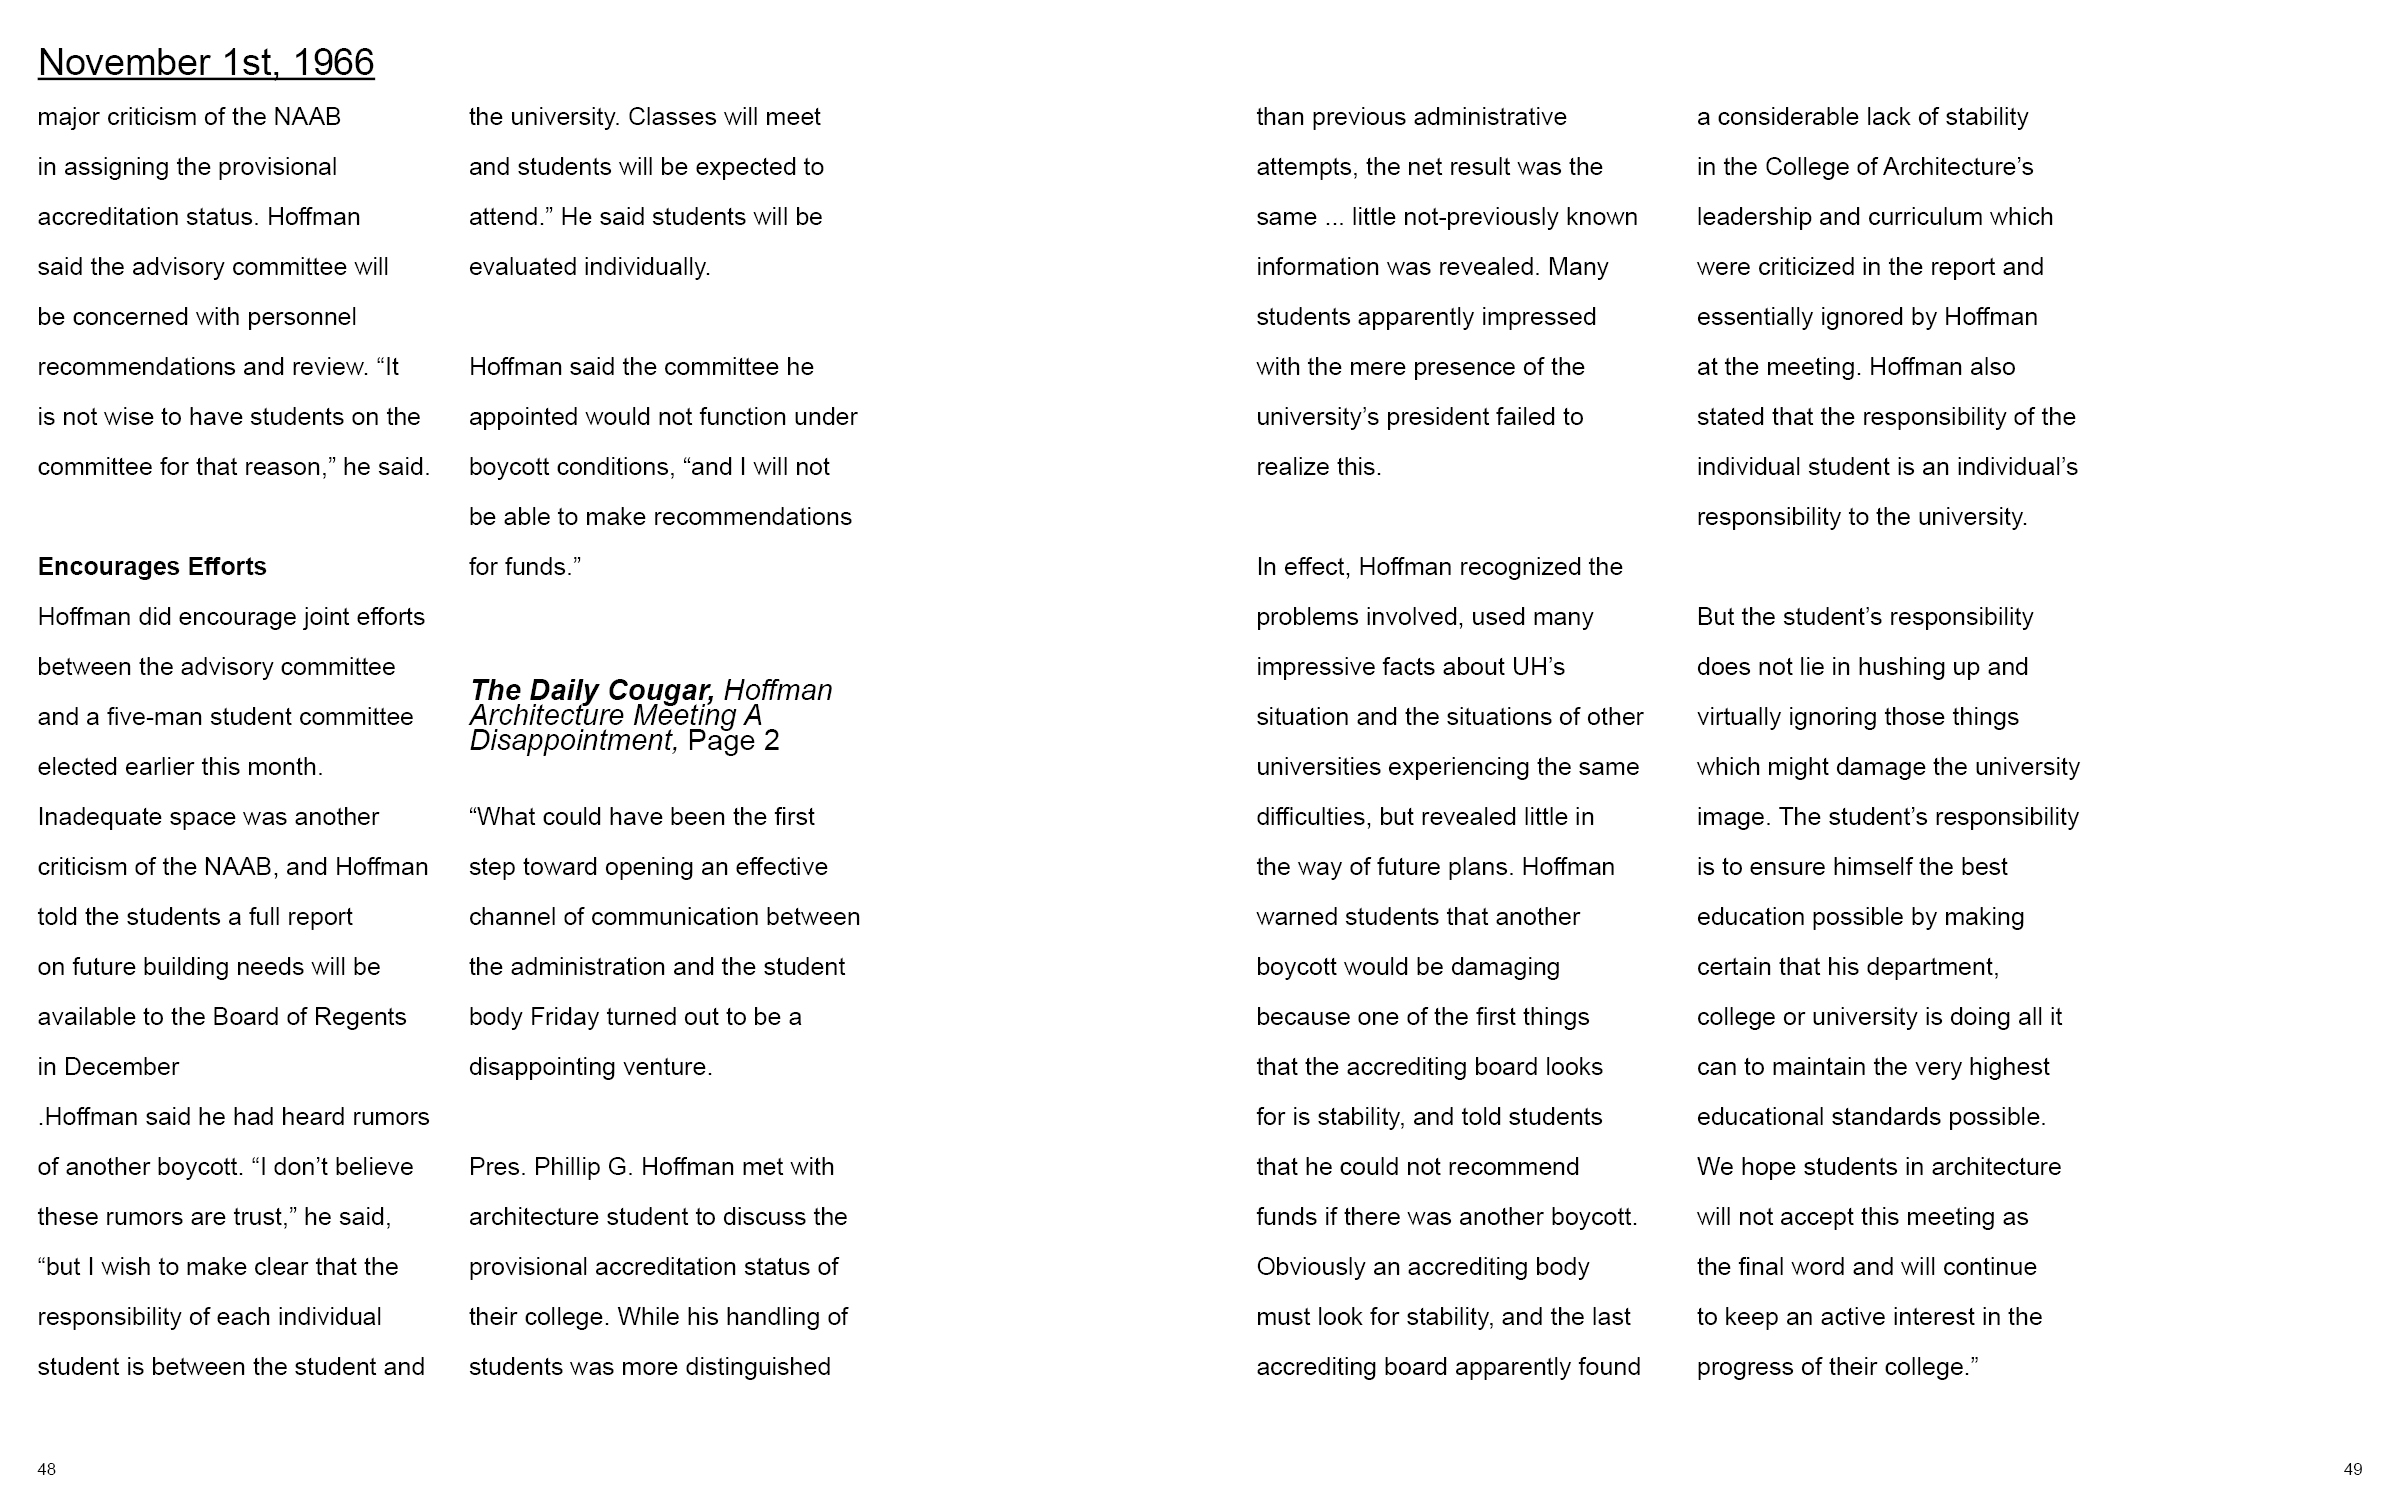 November 1st, 1966
major criticism of the NAAB
in assigning the provisional
accreditation status. Hoffman
said the advisory committee will
be concerned with personnel
recommendations and review. “It
is not wise to have students on the
committee for that reason,” he said.
Encourages Efforts
Hoffman did encourage joint efforts
between the advisory committee
and a five-man student committee
elected earlier this month.
Inadequate space was another
criticism of the NAAB, and Hoffman
told the students a full report
on future building needs will be
available to the Board of Regents
in December
.Hoffman said he had heard rumors
of another boycott. “I don’t believe
these rumors are trust,” he said,
“but I wish to make clear that the
responsibility of each individual
student is between the student and
the university. Classes will meet
and students will be expected to
attend.” He said students will be
evaluated individually.
Hoffman said the committee he
appointed would not function under
boycott conditions, “and I will not
be able to make recommendations
for funds.”
The Daily Cougar, Hoffman
Architecture Meeting A
Disappointment, Page 2
“What could have been the first
step toward opening an effective
channel of communication between
the administration and the student
body Friday turned out to be a
disappointing venture.
Pres. Phillip G. Hoffman met with
architecture student to discuss the
provisional accreditation status of
their college. While his handling of
students was more distinguished
than previous administrative
attempts, the net result was the
same ... little not-previously known
information was revealed. Many
students apparently impressed
with the mere presence of the
university’s president failed to
realize this.
In effect, Hoffman recognized the
problems involved, used many
impressive facts about UH’s
situation and the situations of other
universities experiencing the same
difficulties, but revealed little in
the way of future plans. Hoffman
warned students that another
boycott would be damaging
because one of the first things
that the accrediting board looks
for is stability, and told students
that he could not recommend
funds if there was another boycott.
Obviously an accrediting body
must look for stability, and the last
accrediting board apparently found
a considerable lack of stability
in the College of Architecture’s
leadership and curriculum which
were criticized in the report and
essentially ignored by Hoffman
at the meeting. Hoffman also
stated that the responsibility of the
individual student is an individual’s
responsibility to the university.
But the student’s responsibility
does not lie in hushing up and
virtually ignoring those things
which might damage the university
image. The student’s responsibility
is to ensure himself the best
education possible by making
certain that his department,
college or university is doing all it
can to maintain the very highest
educational standards possible.
We hope students in architecture
will not accept this meeting as
the final word and will continue
to keep an active interest in the
progress of their college.”
48
49